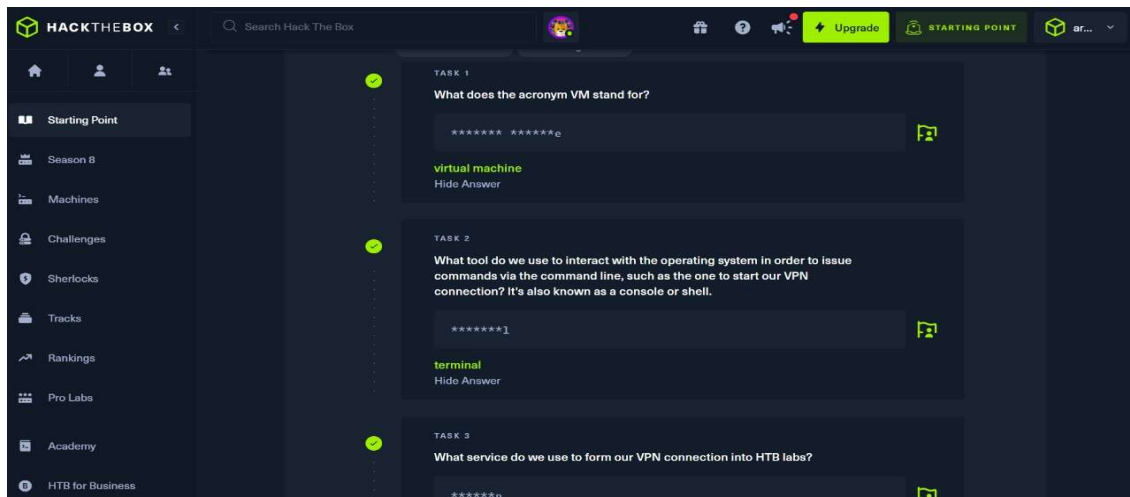 HACKTHEBOX
Search Hack The Box
Upgrade
STARTING POINT
ar...
Starting Point
Season 8
Machines
Challenges
Sherlocks
Tracks
Rankings
Pro Labs
Academy
HTB for Business
TASK 1
What does the acronym VM stand for?
******* ******e
virtual machine
Hide Answer
TASK 2
What tool do we use to interact with the operating system in order to issue
commands via the command line, such as the one to start our VPN
connection? It's also known as a console or shell.
*******l
terminal
Hide Answer
TASK 3
What service do we use to form our VPN connection into HTB labs?
******n